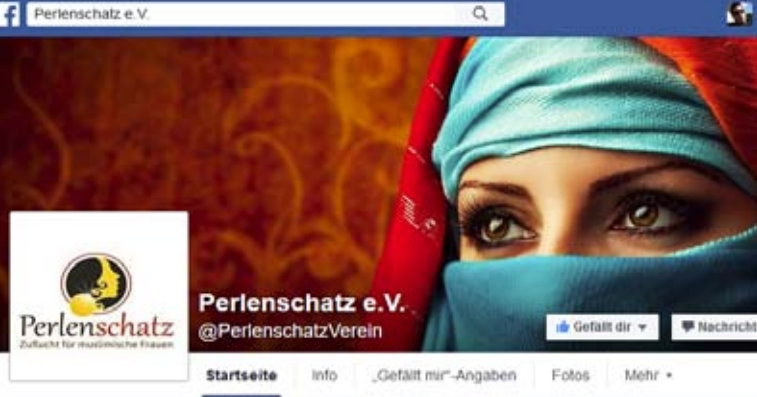 f Perlenschatz e.V.
Perlenschatz
Zuflucht für muslimische Frauen
Perlenschatz e.V.
@PerlenschatzVerein
Gefällt dir
Nachricht
Startseite Info „Gefällt mir“-Angaben Fotos Mehr